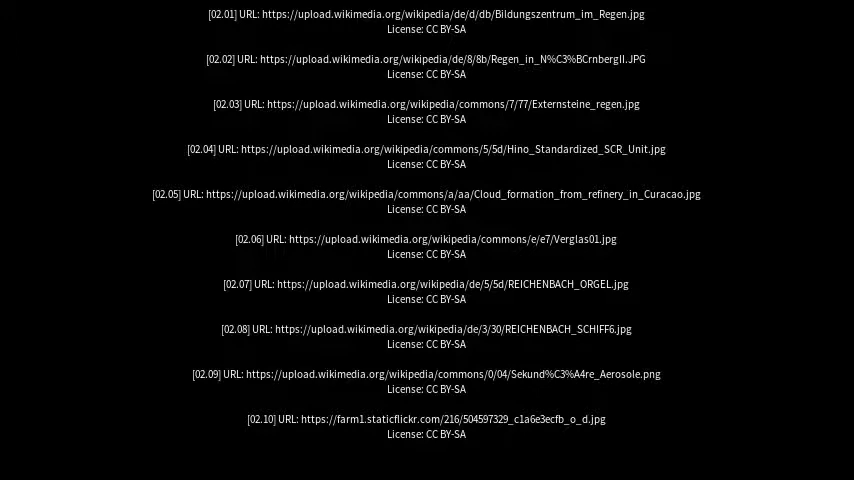 [02.01] URL: https://upload.wikimedia.org/wikipedia/de/d/db/Bildungszentrum_im_Regen.jpg
License: CC BY-SA
[02.02] URL: https://upload.wikimedia.org/wikipedia/de/8/8b/Regen_in_N%C3%BCrnbergII.JPG
License: CC BY-SA
[02.03] URL: https://upload.wikimedia.org/wikipedia/commons/7/77/Externsteine_regen.jpg
License: CC BY-SA
[02.04] URL: https://upload.wikimedia.org/wikipedia/commons/5/5d/Hino_Standardized_SCR_Unit.jpg
License: CC BY-SA
[02.05] URL: https://upload.wikimedia.org/wikipedia/commons/a/aa/Cloud_formation_from_refinery_in_Curacao.jpg
License: CC BY-SA
[02.06] URL: https://upload.wikimedia.org/wikipedia/commons/e/e7/Verglas01.jpg
License: CC BY-SA
[02.07] URL: https://upload.wikimedia.org/wikipedia/de/5/5d/REICHENBACH_ORGEL.jpg
License: CC BY-SA
[02.08] URL: https://upload.wikimedia.org/wikipedia/de/3/30/REICHENBACH_SCHIFF6.jpg
License: CC BY-SA
[02.09] URL: https://upload.wikimedia.org/wikipedia/commons/0/04/Sekund%C3%A4re_Aerosole.png
License: CC BY-SA
[02.10] URL: https://farm1.staticflickr.com/216/504597329_c1a6e3ecfb_o_d.jpg
License: CC BY-SA